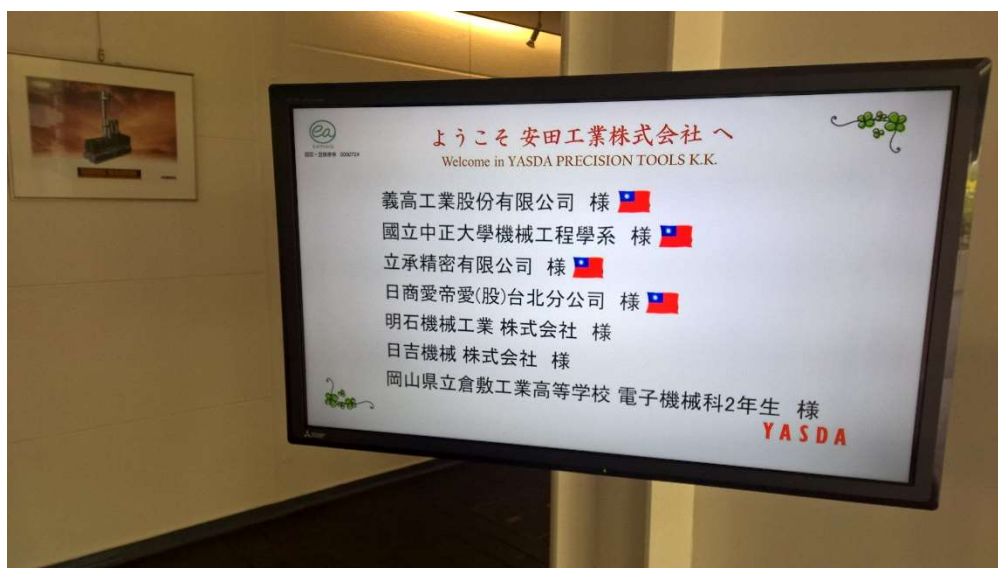 ようこそ 安田工業株式会社 へ
Welcome in YASDA PRECISION TOOLS K.K.
義高工業股份有限公司 様
國立中正大學機械工程學系 様
立承精密有限公司 様
日商愛帝愛(股)台北分公司 様
明石機械工業 株式会社 様
日吉機械 株式会社 様
岡山県立倉敷工業高等学校 電子機械科2年生 様
YASDA